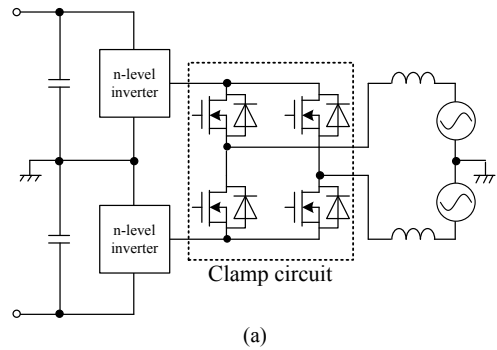 n-level
inverter
n-level
inverter
Clamp circuit
(a)